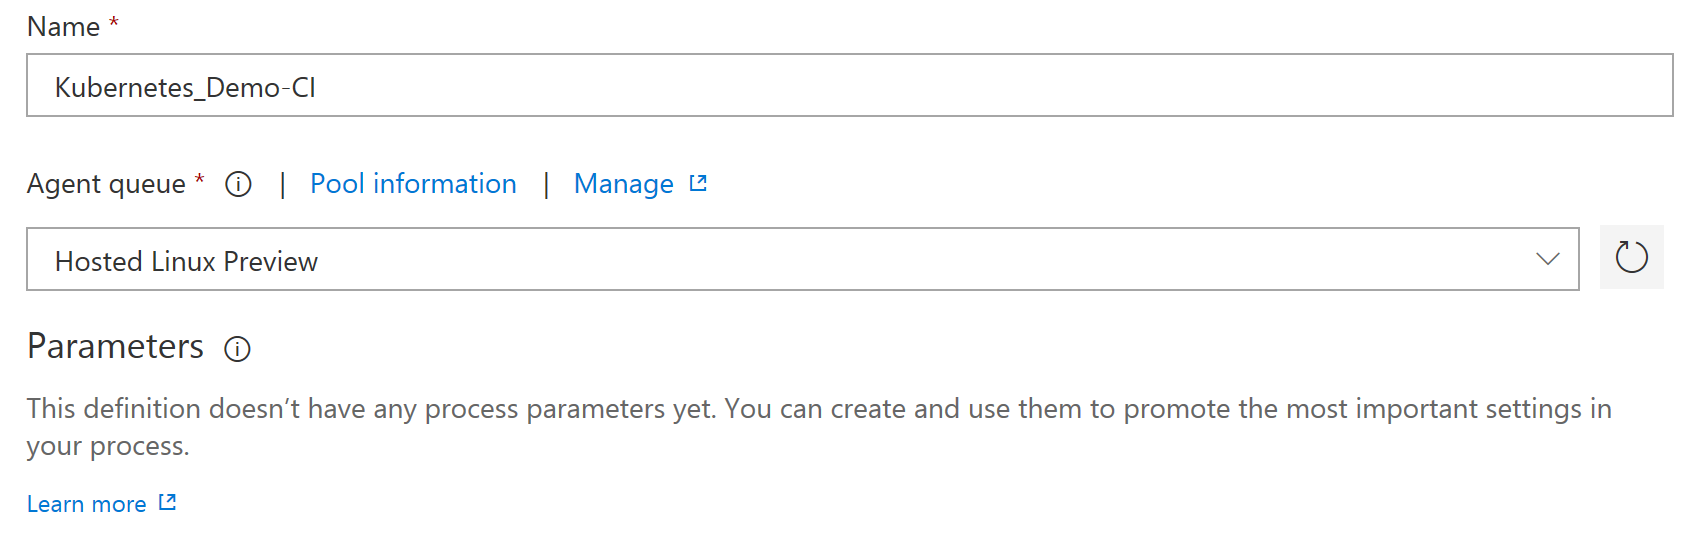 Name *
Kubernetes_Demo-CI
Agent queue * | Pool information | Manage
Hosted Linux Preview
Parameters
This definition doesn’t have any process parameters yet. You can create and use them to promote the most important settings in
your process.
Learn more